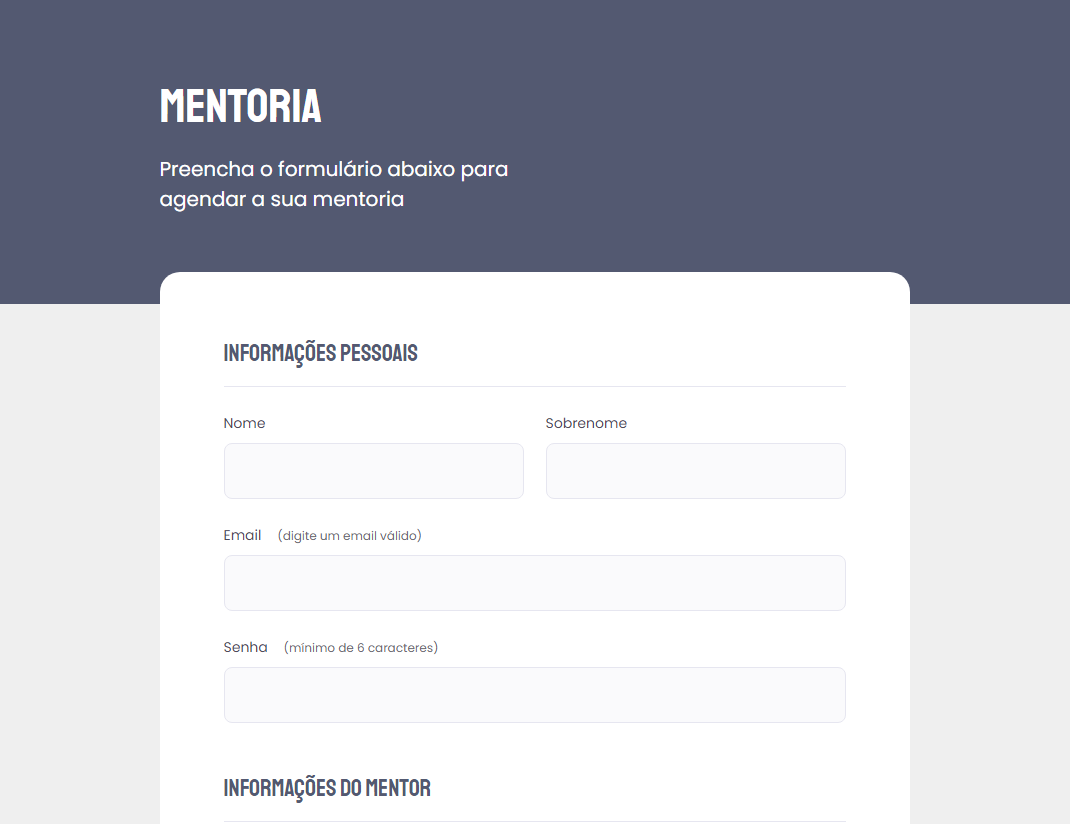 MENTORIA
Preencha o formulário abaixo para
agendar a sua mentoria
INFORMAÇÕES PESSOAIS
Nome
Sobrenome
Email (digite um email válido)
Senha (mínimo de 6 caracteres)
INFORMAÇÕES DO MENTOR